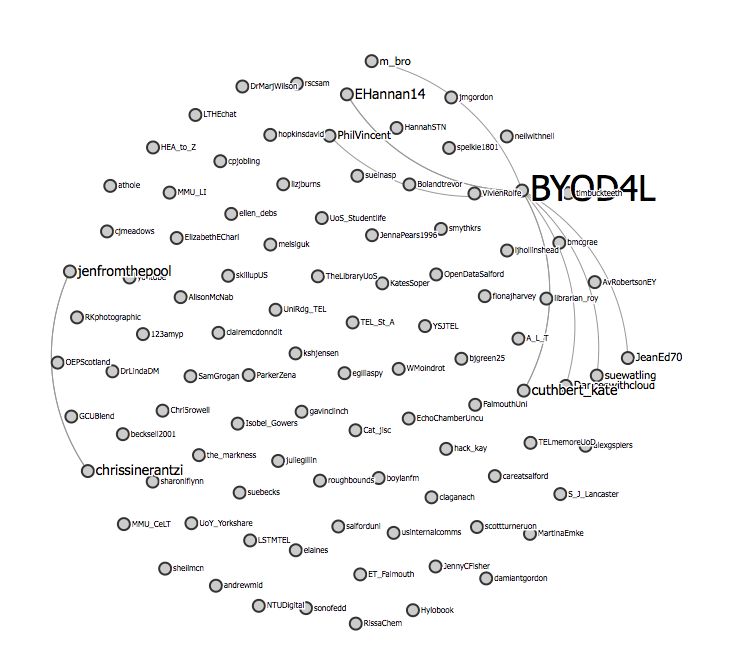 m_bro
DrMarjWilson
rscsam
EHannan14
jmgordon
LTHEchat
HannahSTN
hopkinsdavid
PhilVincent
neilwithnell
HEA_to_Z
spelkie1801
cpjobling
suelnasp
athole
MMU_LI
lizjburns
Bolandtrevor
VivienRolfe
BYOD4L
timbuckteeth
ellen_debs
UoS_Studentlife
cjmeadows
ElizabethECharl
JennaPears1996
smythkrs
melsiguk
ljhollinshead
bmcgrae
jenfromthepool
skillupUS
TheLibraryUoS
KatesSoper
OpenDataSalford
AvRobertsonEY
AlisonMcNab
fionajharvey
librarian_roy
RKphotographic
UniRdg_TEL
123amyp
clairemcdonndit
TEL_St_A
YSJTEL
A_L_T
OEPScotland
DrLindaDM
kshjensen
bjgreen25
JeanEd70
SamGrogan
ParkerZena
egillaspy
WMoindrot
suewatling
cuthbert_kate
Danceswithcloud
GCUBlend
ChriSrowell
gavinclinch
FalmouthUni
becksell2001
Isobel_Gowers
Cat_jisc
EchoChamberUncu
the_markness
juliegillin
hack_kay
TELmemoreUoD
alexgspiers
chrissinerantzi
sharonlflynn
suebecks
roughbounds
boylanfm
careatsalford
claganach
S_J_Lancaster
MMU_CeLT
UoY_Yorkshare
salforduni
usinternalcomms
scottturneruon
MartinaEmke
LSTMTEL
elaines
sheilmcn
andrewmid
ET_Falmouth
JennyCFisher
damiantgordon
NTUDigital
sonofedd
Hylobook
RissaChem